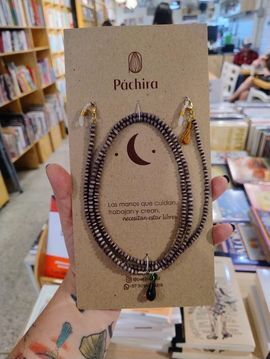 Páchira
Las manos que cuidan,
trabajan y crean,
necesitan estar libres